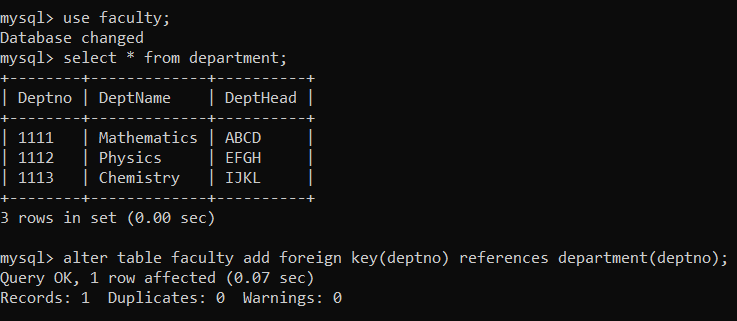 mysql> use faculty;
Database changed
mysql> select * from department;
+--------+-------------+----------+
| Deptno | DeptName    | DeptHead |
+--------+-------------+----------+
| 1111   | Mathematics | ABCD     |
| 1112   | Physics     | EFGH     |
| 1113   | Chemistry   | IJKL     |
+--------+-------------+----------+
3 rows in set (0.00 sec)
mysql> alter table faculty add foreign key(deptno) references department(deptno);
Query OK, 1 row affected (0.07 sec)
Records: 1  Duplicates: 0  Warnings: 0